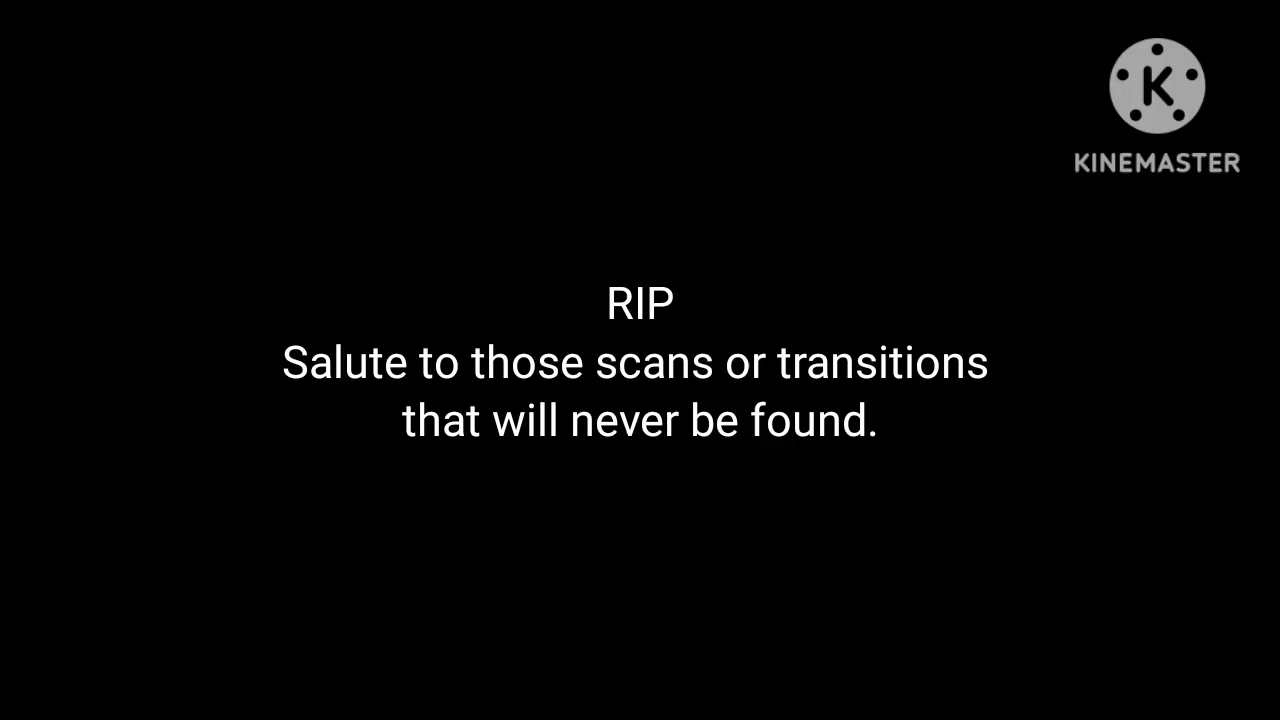 K
KINEMASTER
RIP
Salute to those scans or transitions
that will never be found.